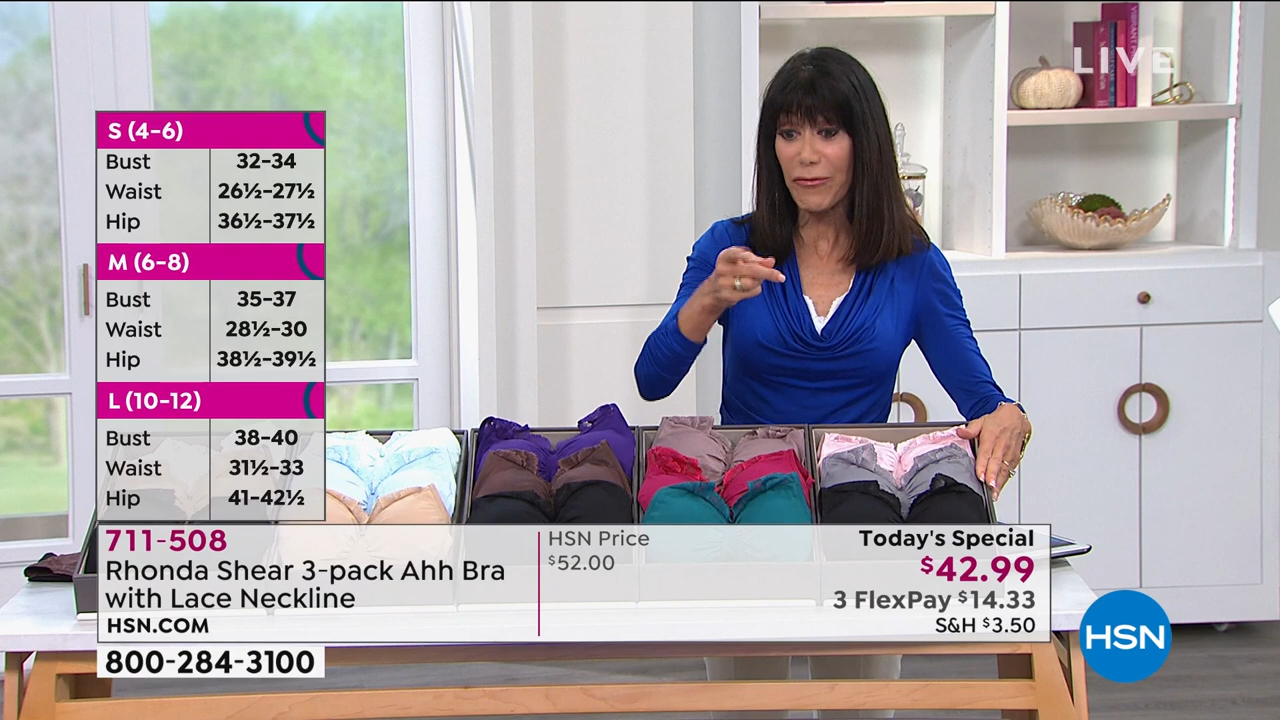 LIVE
S (4-6)
Bust 32-34
Waist 26½-27½
Hip 36½-37½
M (6-8)
Bust 35-37
Waist 28½-30
Hip 38½-39½
L (10-12)
Bust 38-40
Waist 31½-33
Hip 41-42½
711-508
Rhonda Shear 3-pack Ahh Bra
with Lace Neckline
HSN.COM
HSN Price
$52.00
Today's Special
$42.99
3 FlexPay $14.33
S&H $3.50
800-284-3100
HSN